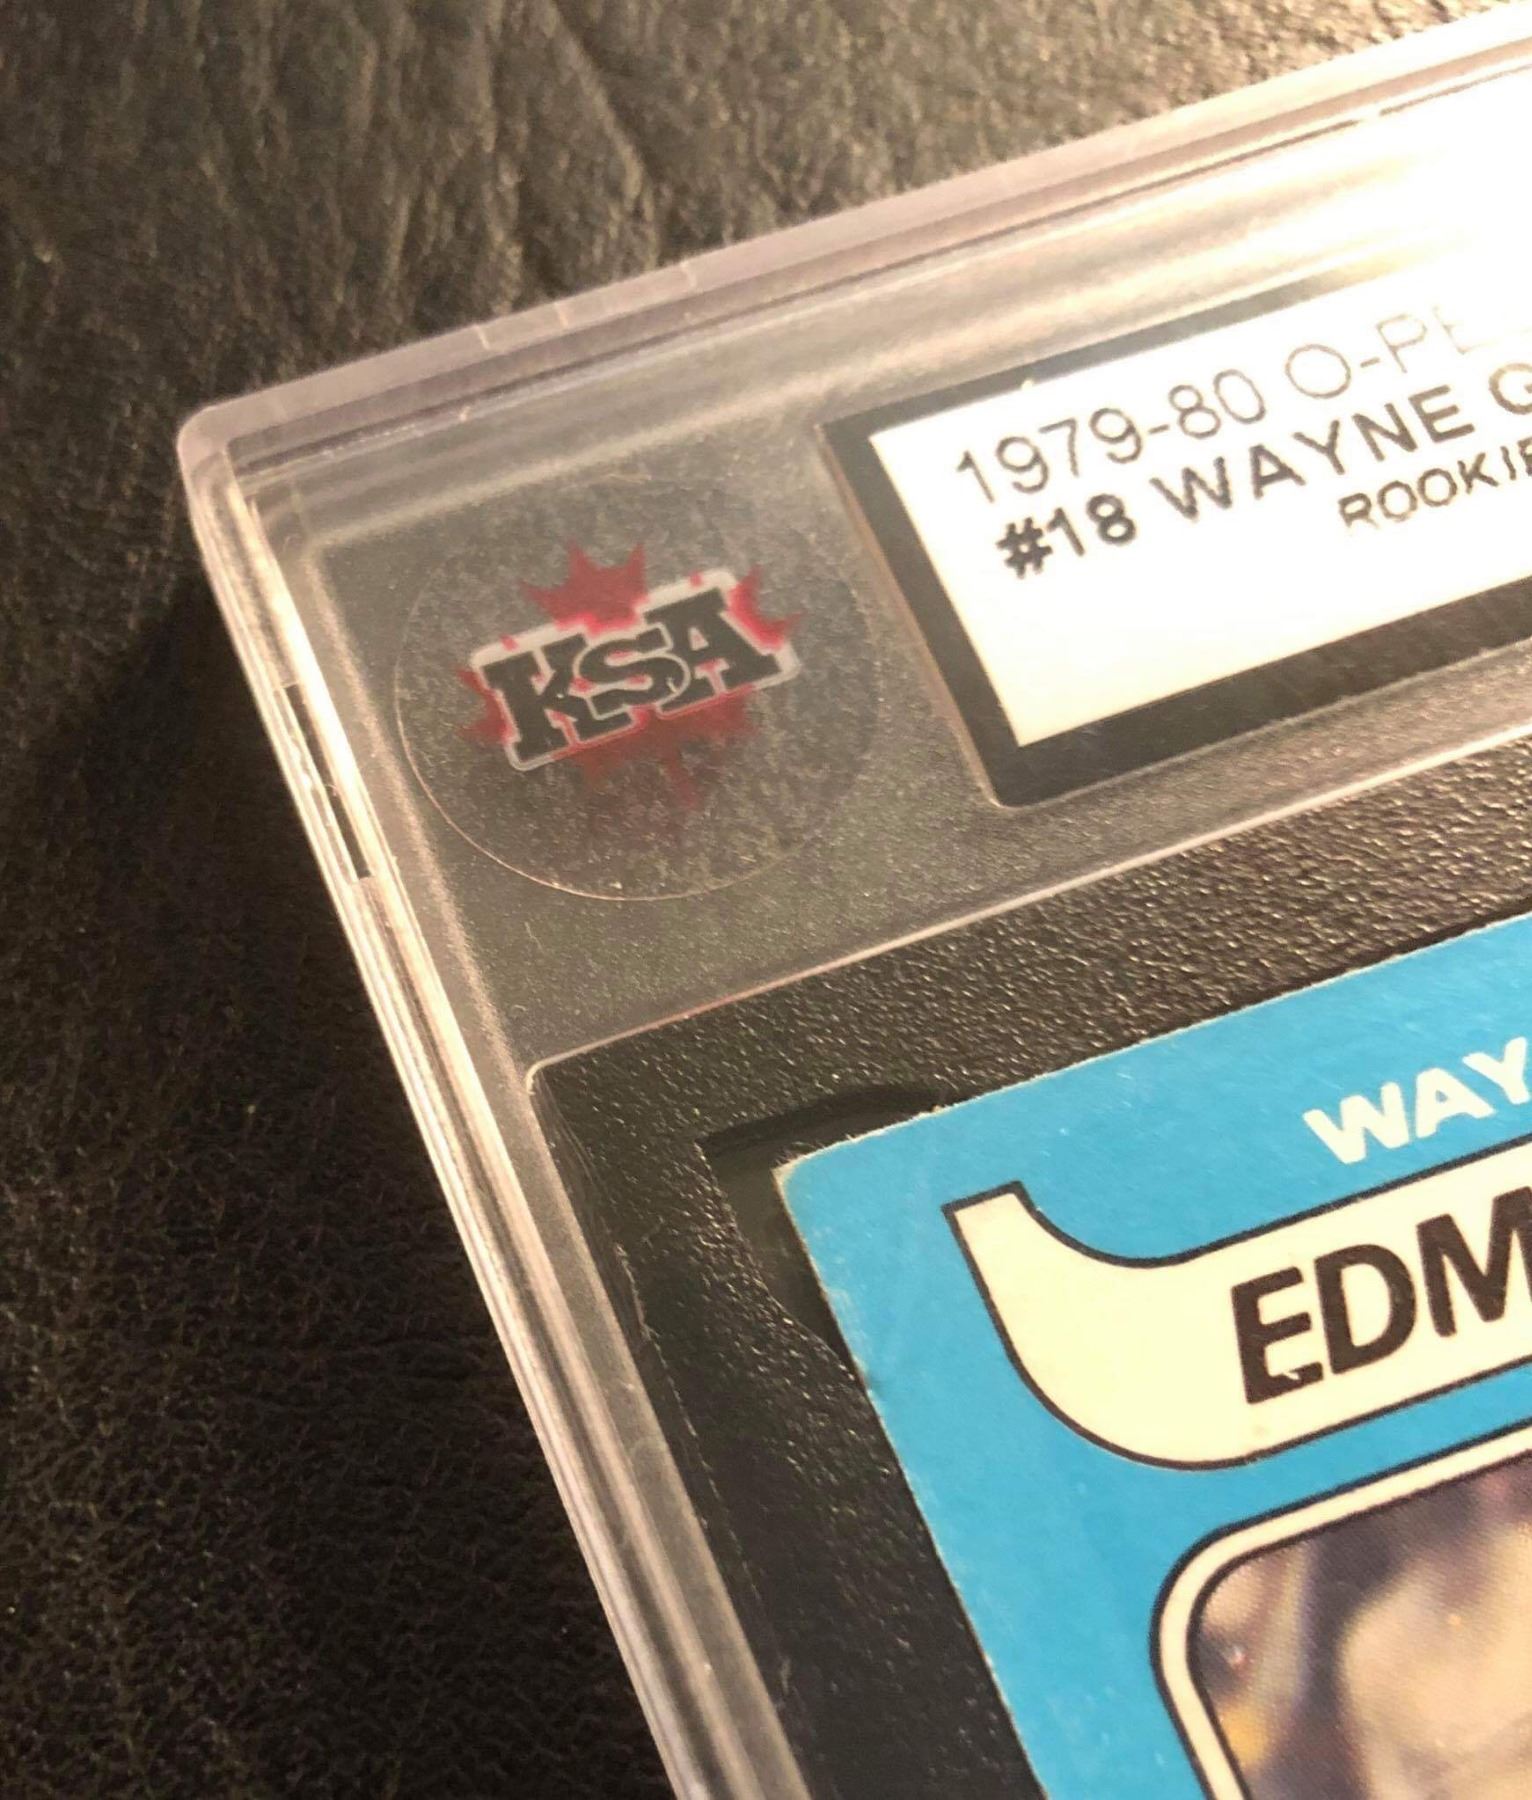 KSA
1979-80 O-PE
#18 WAYNE G
ROOKIE
WAY
EDM